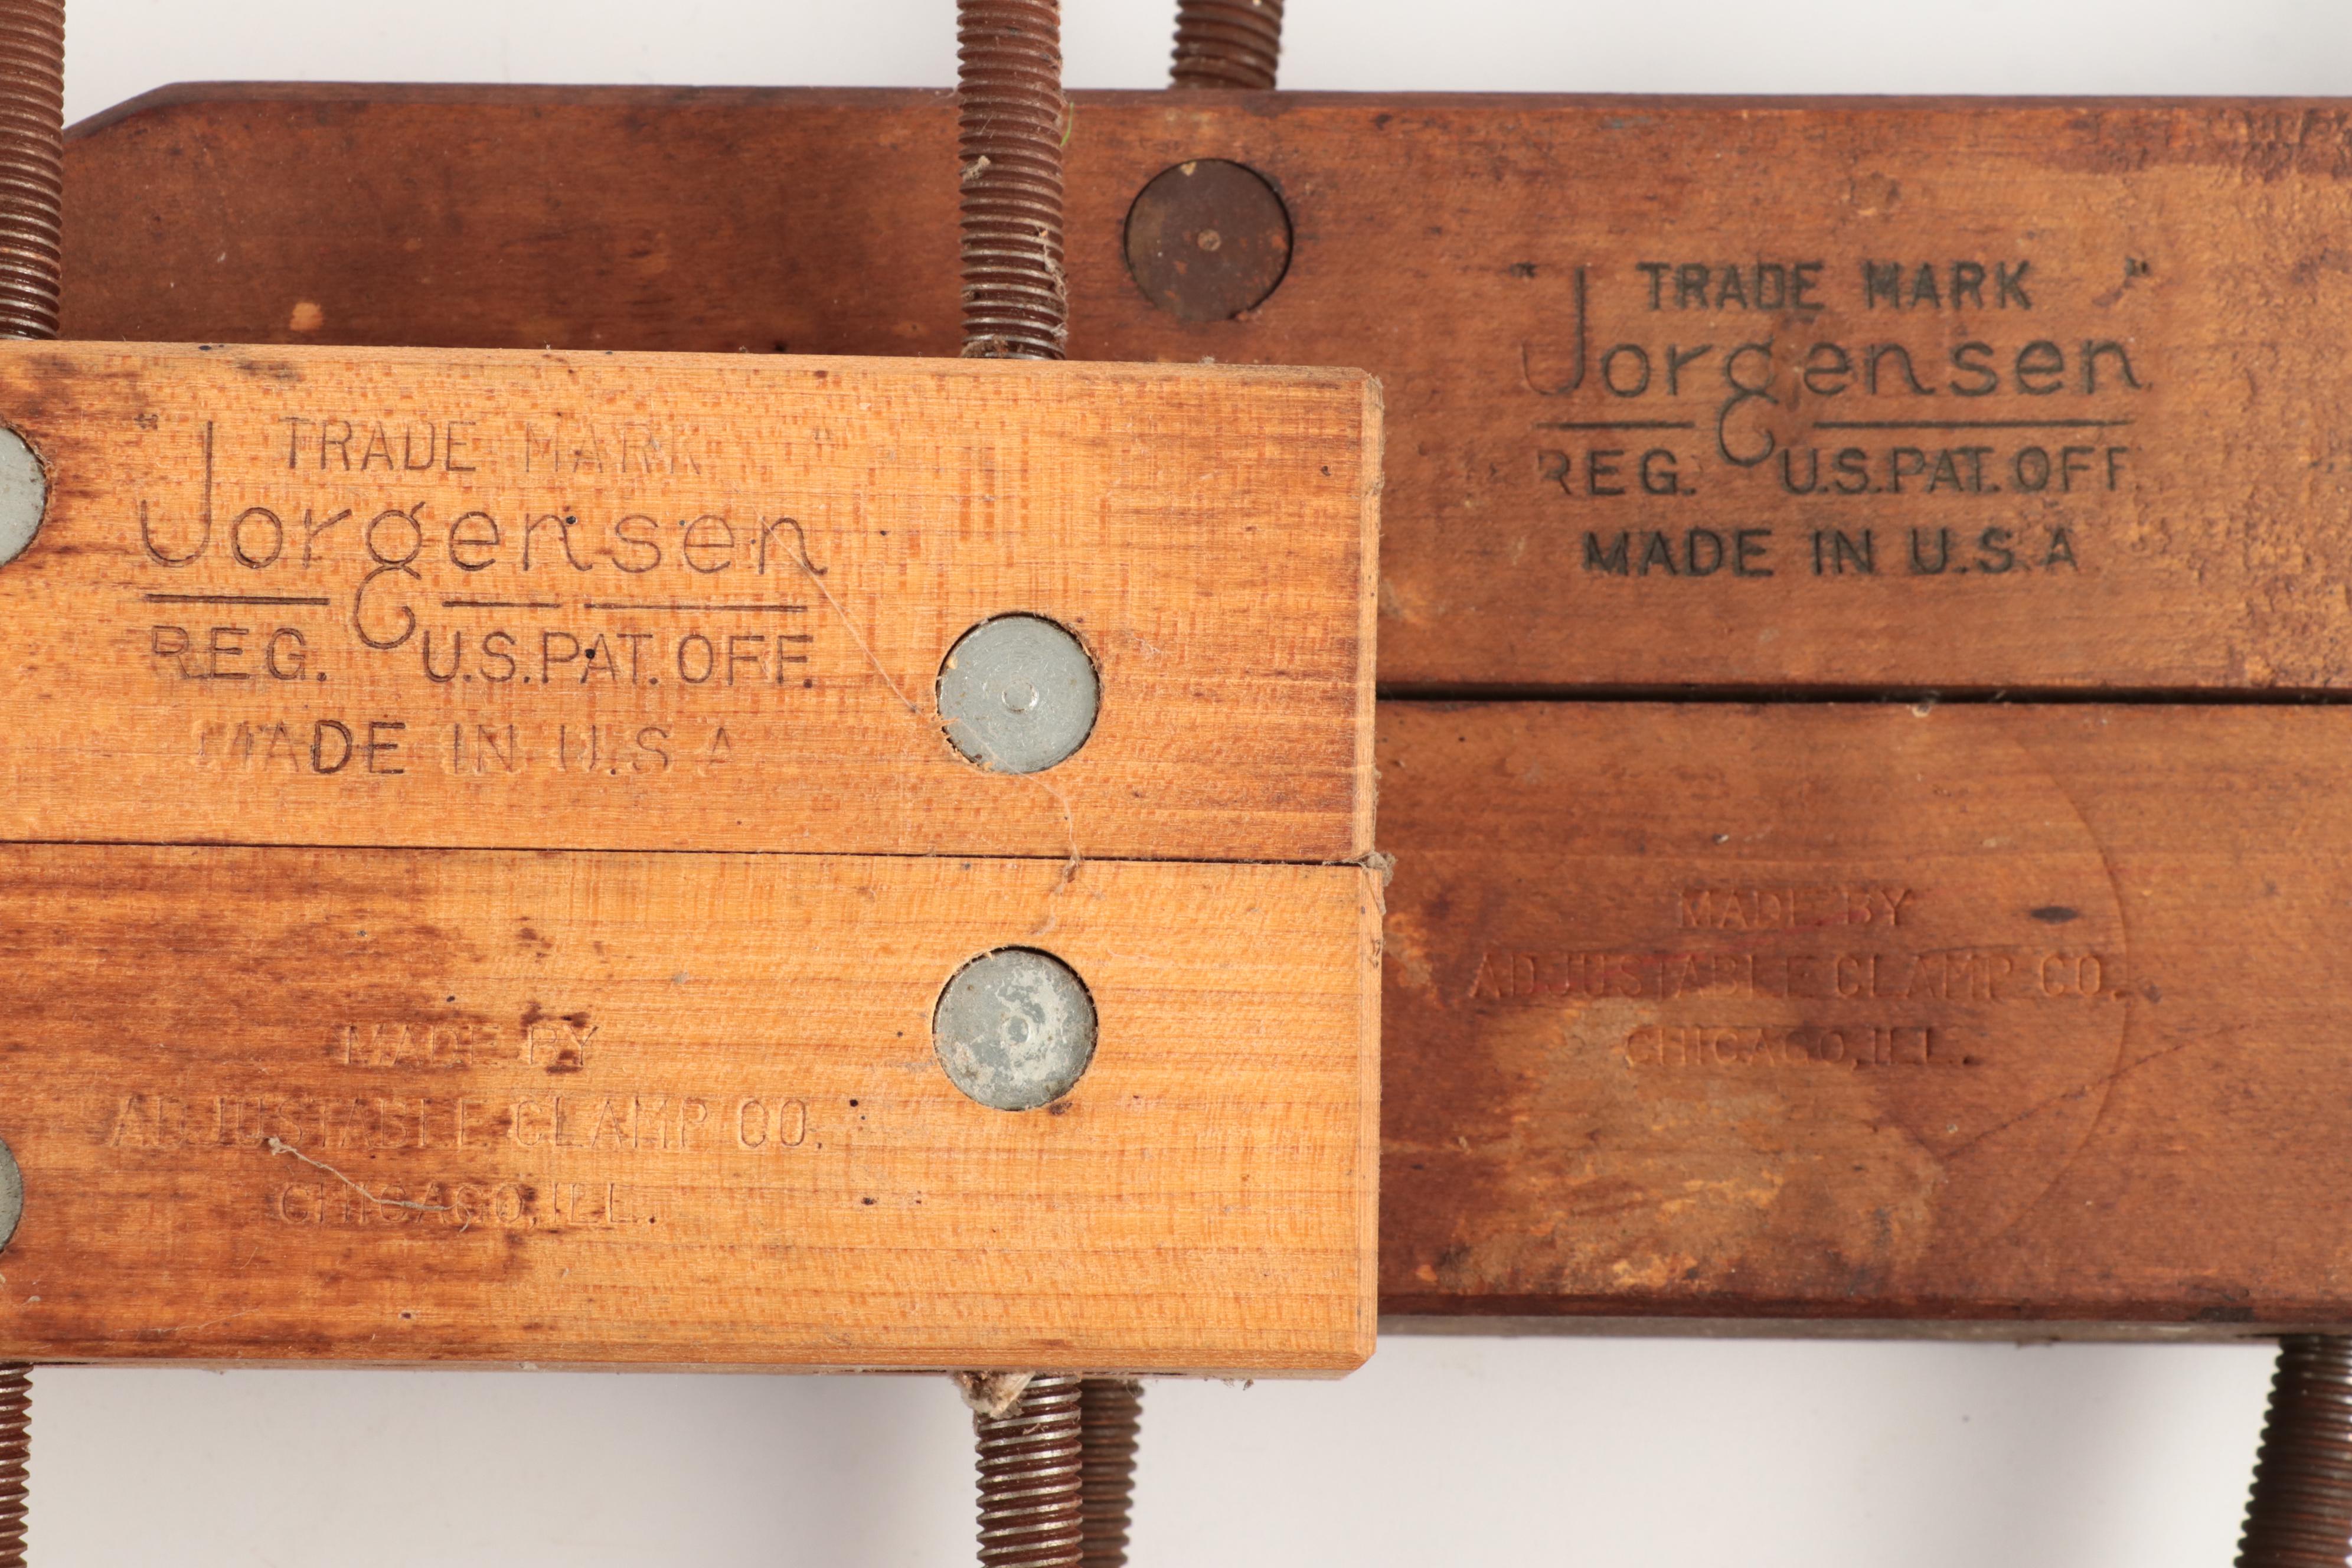 TRADE MARK
"Jorgensen"
REG. U.S.PAT.OFF.
MADE IN U.S.A
MADE BY
ADJUSTABLE CLAMP CO.
CHICAGO, ILL.
TRADE MARK
"Jorgensen"
REG. U.S.PAT.OFF.
MADE IN U.S.A
MADE BY
ADJUSTABLE CLAMP CO.
CHICAGO, ILL.